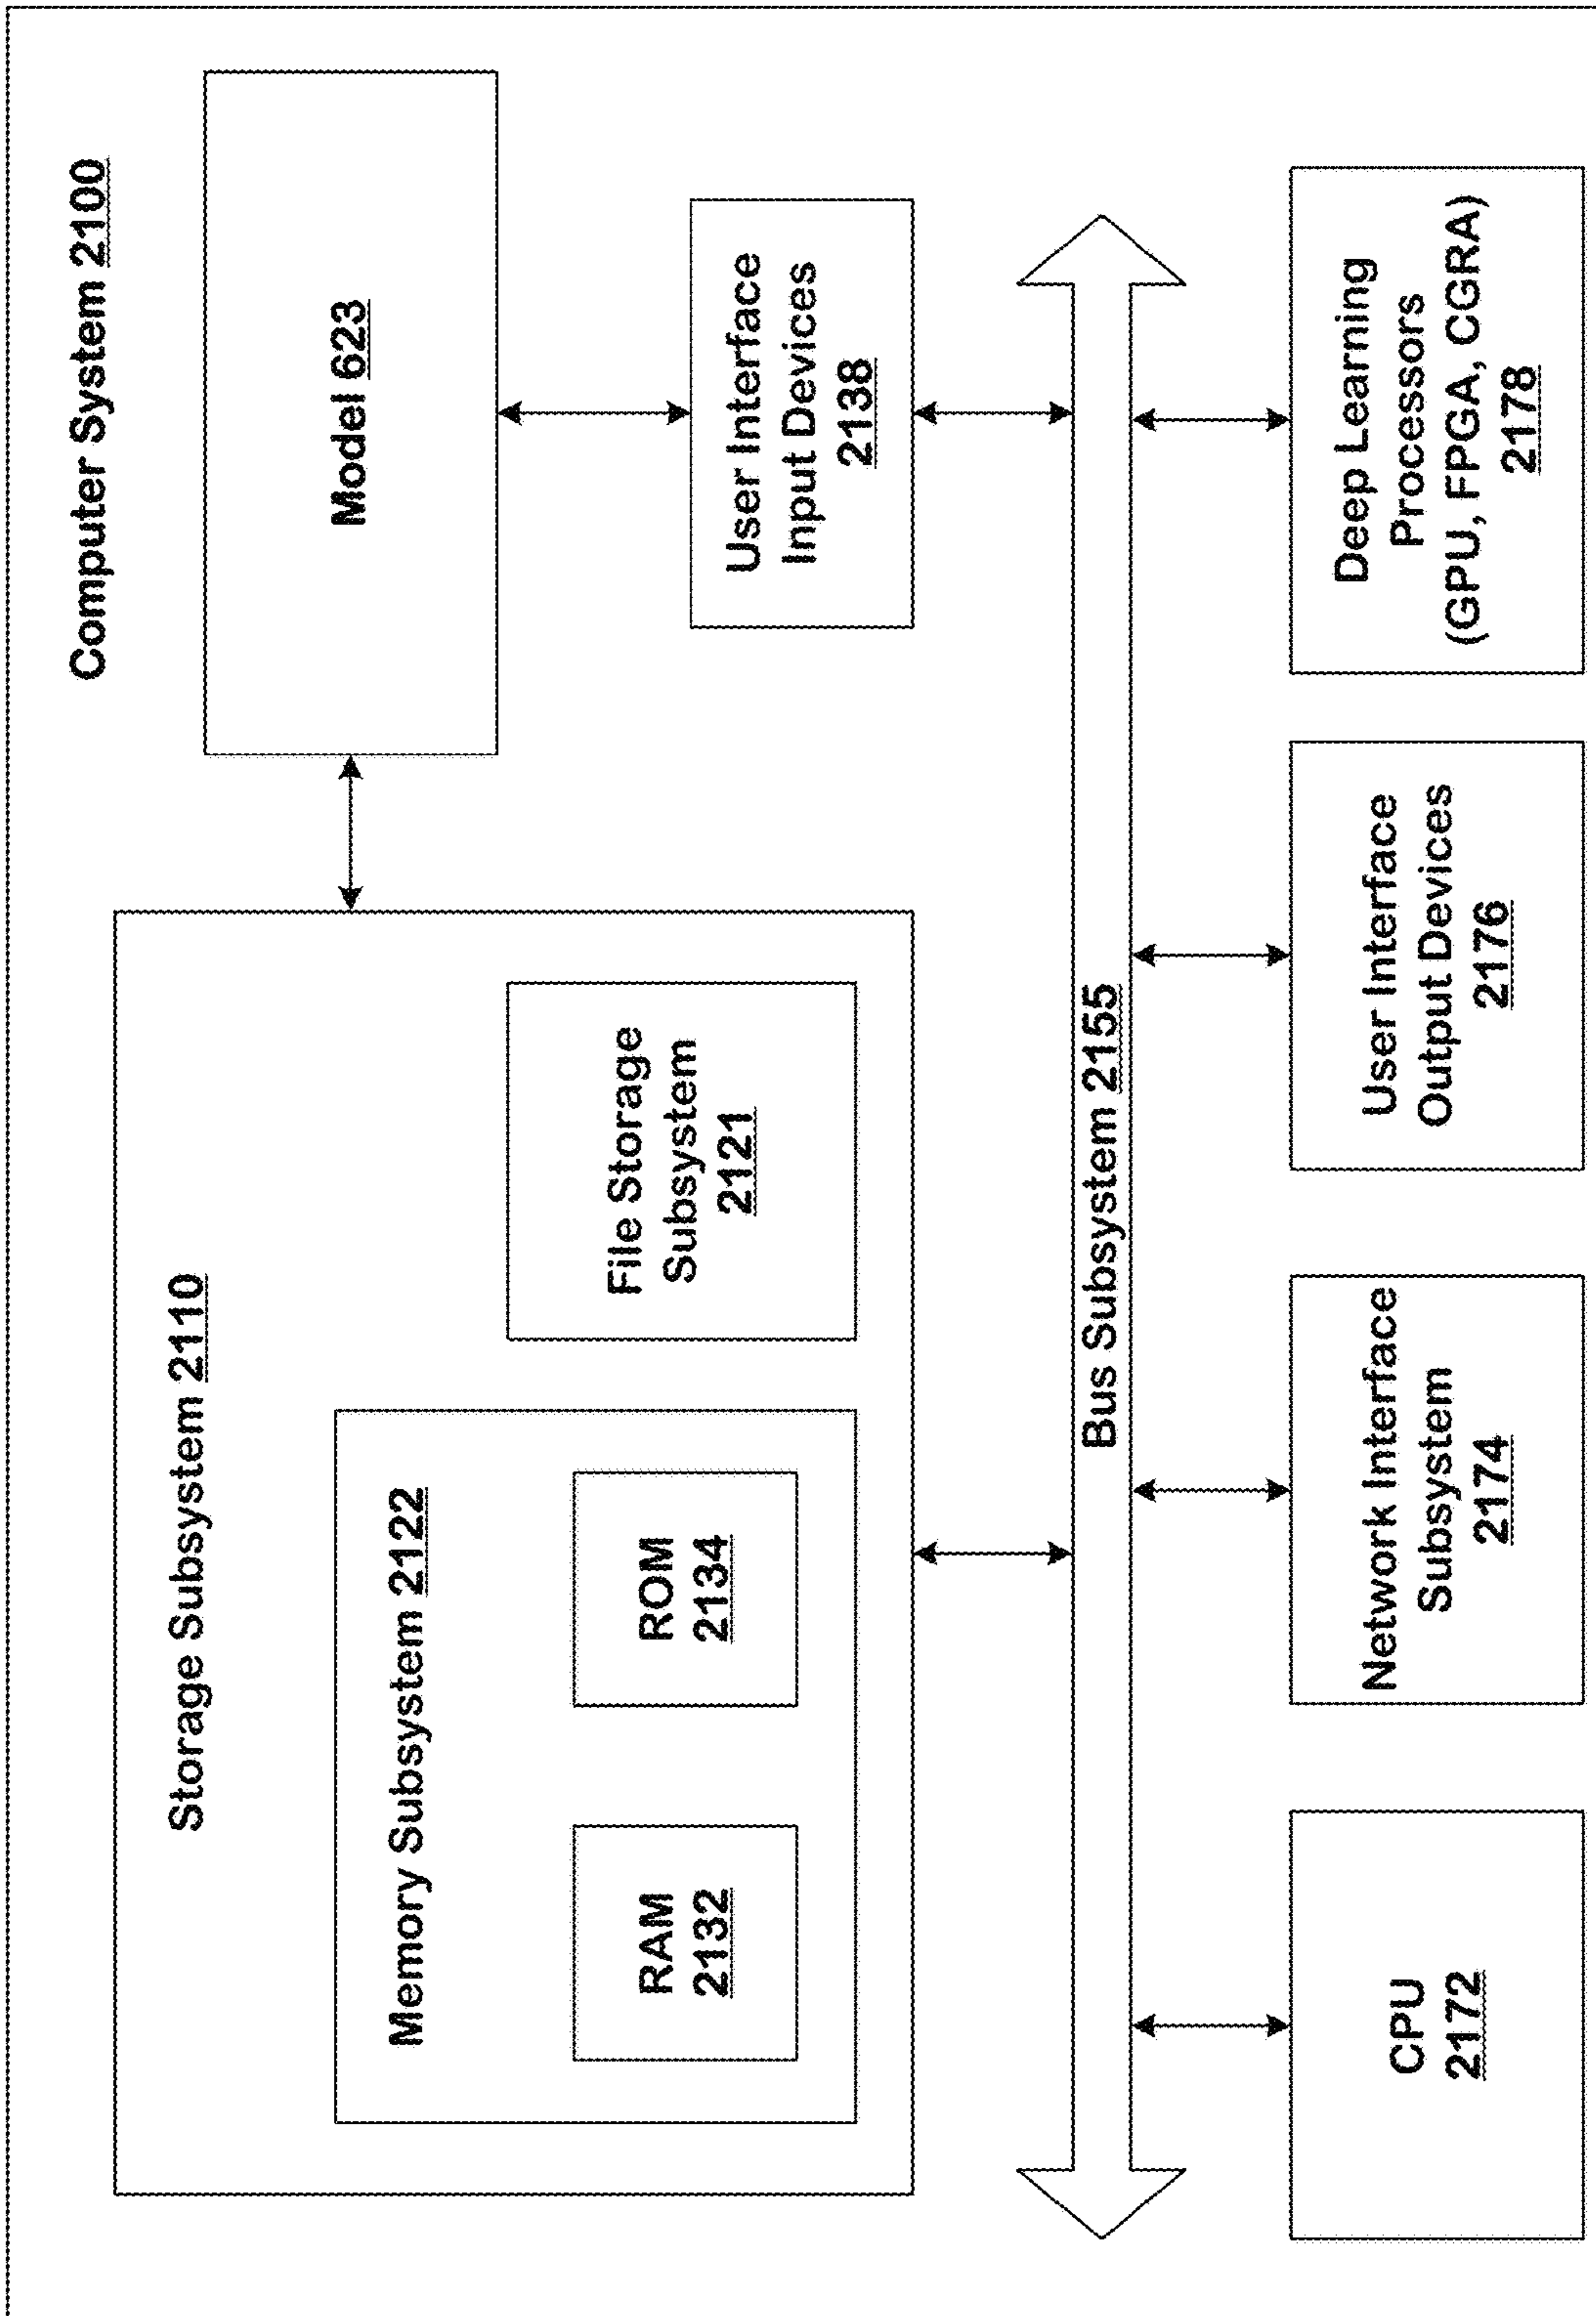 Computer System 2100
Storage Subsystem 2110
Memory Subsystem 2122
RAM
2132
ROM
2134
File Storage
Subsystem
2121
Model 623
User Interface
Input Devices
2138
Bus Subsystem 2155
CPU
2172
Network Interface
Subsystem
2174
User Interface
Output Devices
2176
Deep Learning
Processors
(GPU, FPGA, CGRA)
2178